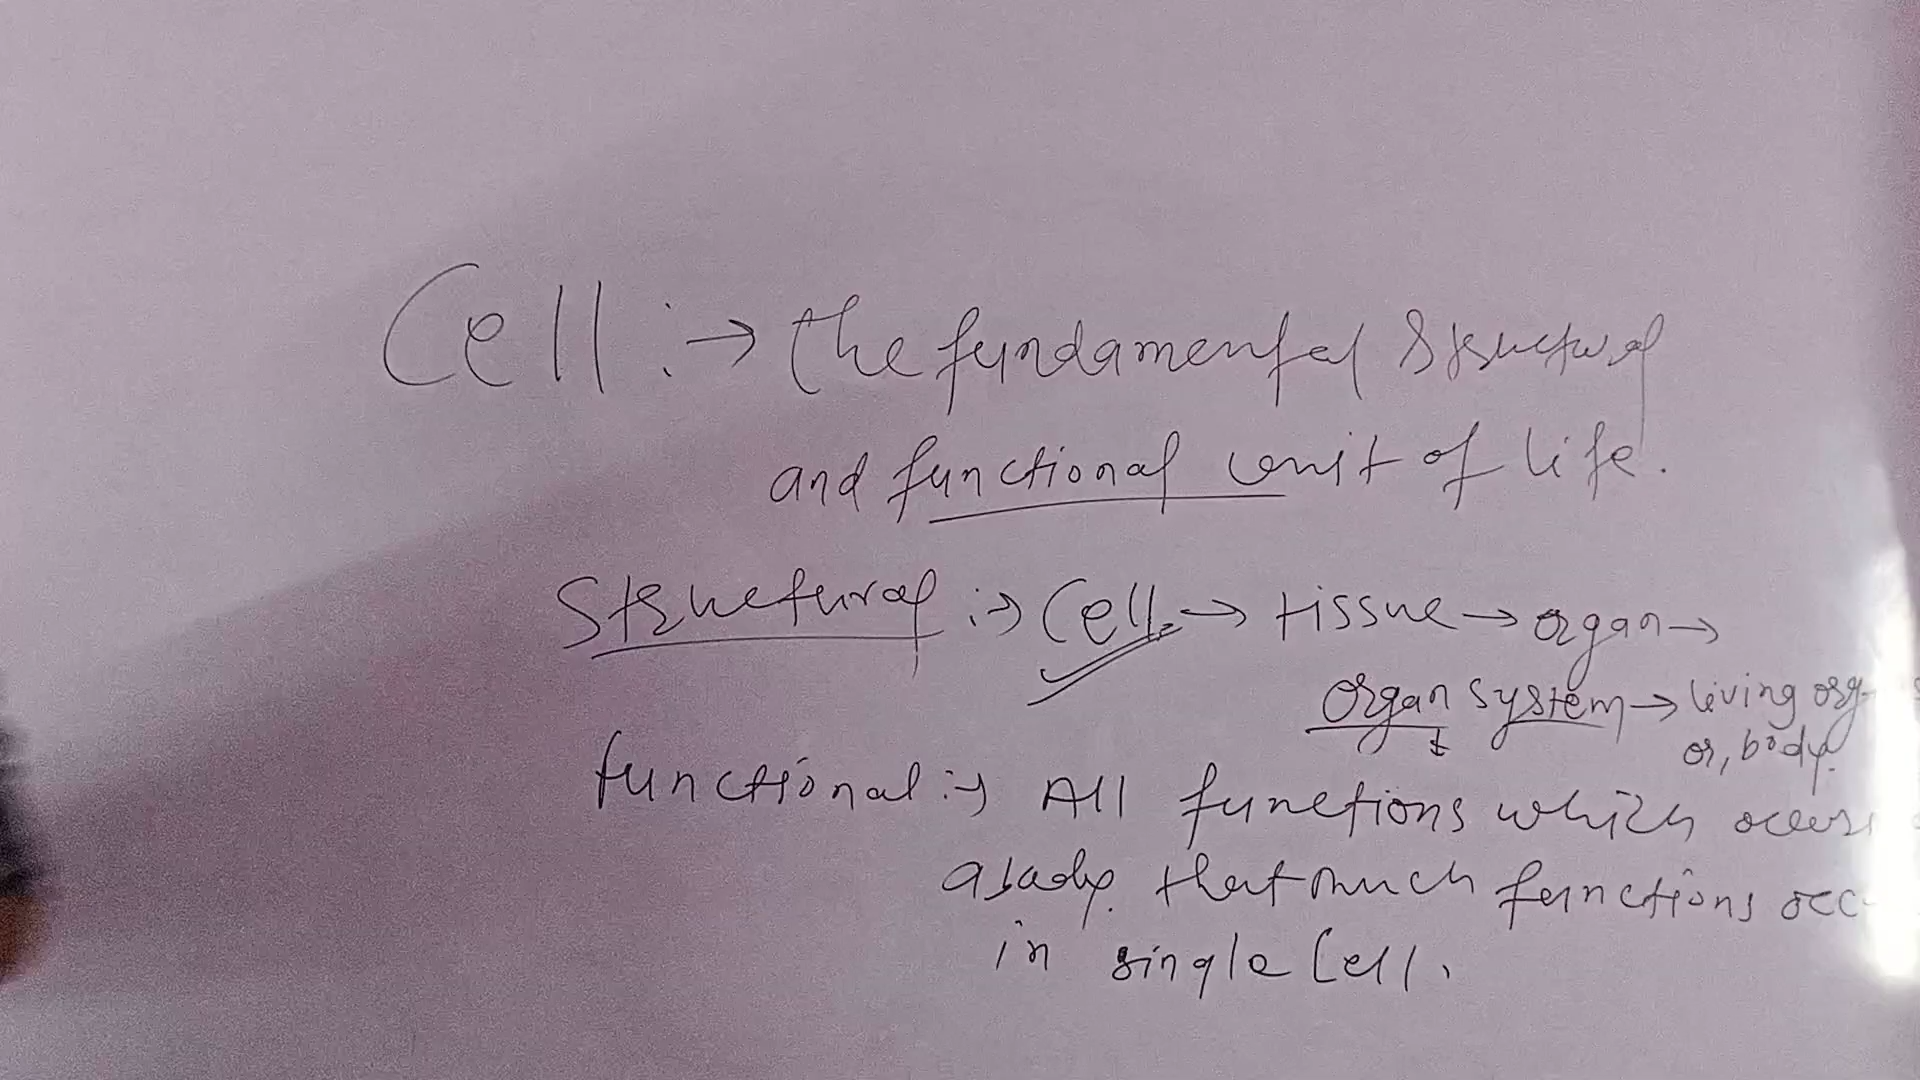 Cell :→ the fundamental structural
and functional unit of life.
Structural :→ Cell → tissue → organ →
organ system → living org
or, body.
functional :→ All functions which occurs
a body. that much functions occ
in single Cell.